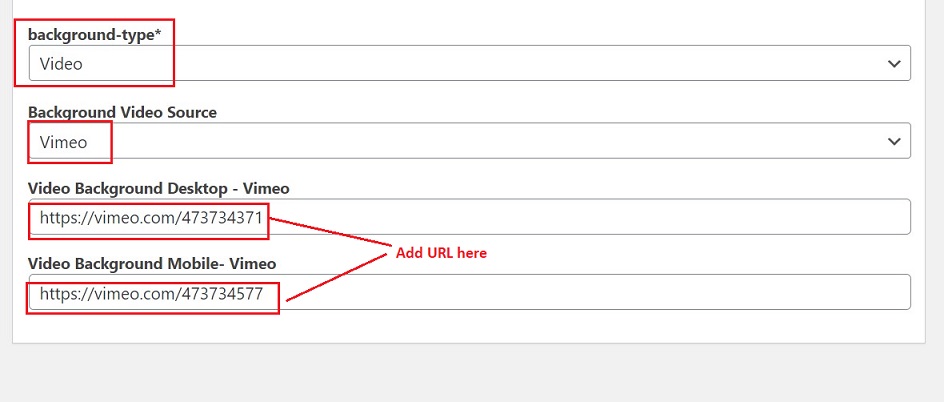 background-type*
Video
Background Video Source
Vimeo
Video Background Desktop - Vimeo
https://vimeo.com/473734371
Add URL here
Video Background Mobile- Vimeo
https://vimeo.com/473734577